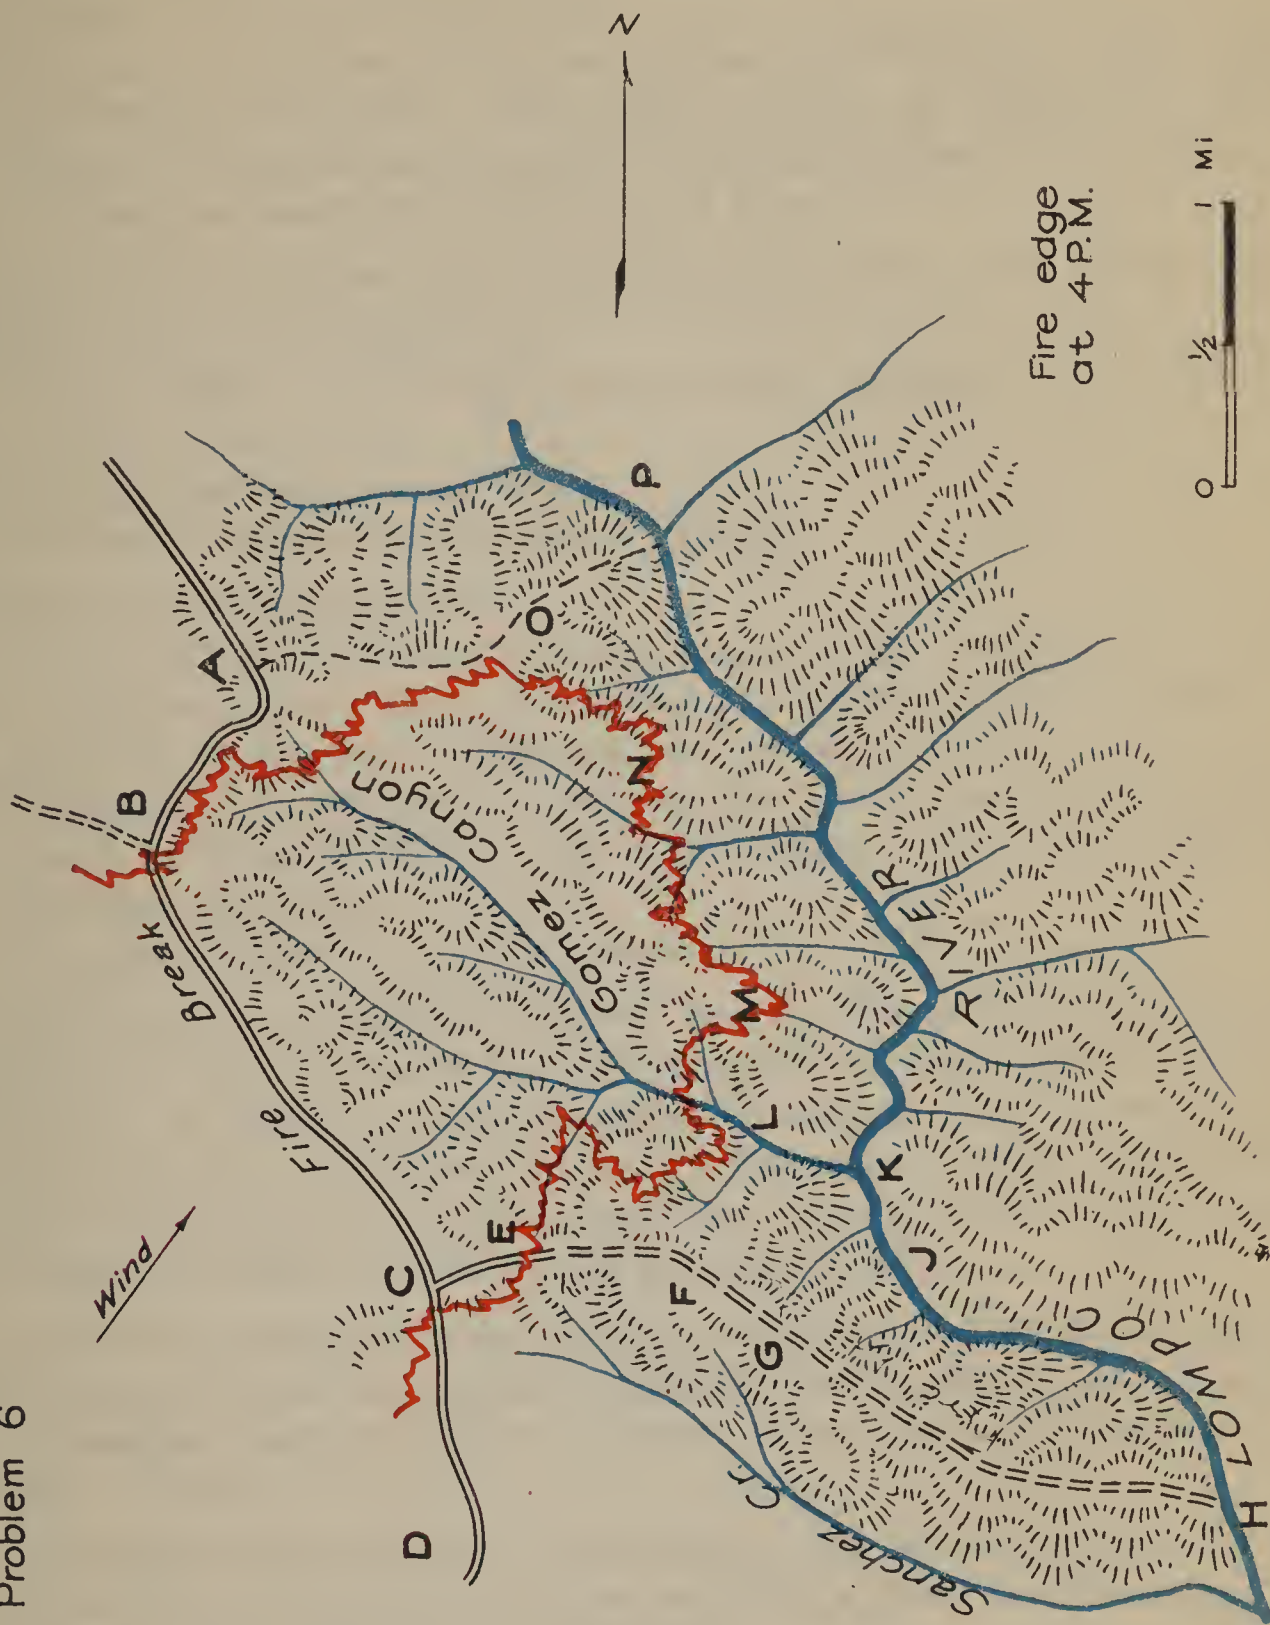 Problem 6
Wind
N
Fire Break
Gomez Canyon
Sanchez Cr.
LOMPOC RIVER
A
B
C
D
E
F
G
H
J
K
L
M
N
O
P
Fire edge
at 4 P.M.
0 ½ 1 Mi